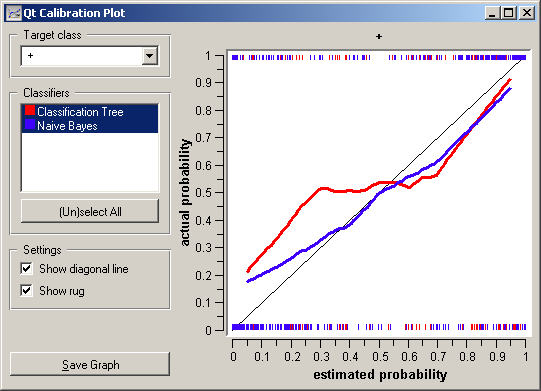 Qt Calibration Plot
Target class
+
Classifiers
Classification Tree
Naive Bayes
(Un)select All
Settings
Show diagonal line
Show rug
Save Graph
+
actual probability
1
0.9
0.8
0.7
0.6
0.5
0.4
0.3
0.2
0.1
0
0 0.1 0.2 0.3 0.4 0.5 0.6 0.7 0.8 0.9 1
estimated probability